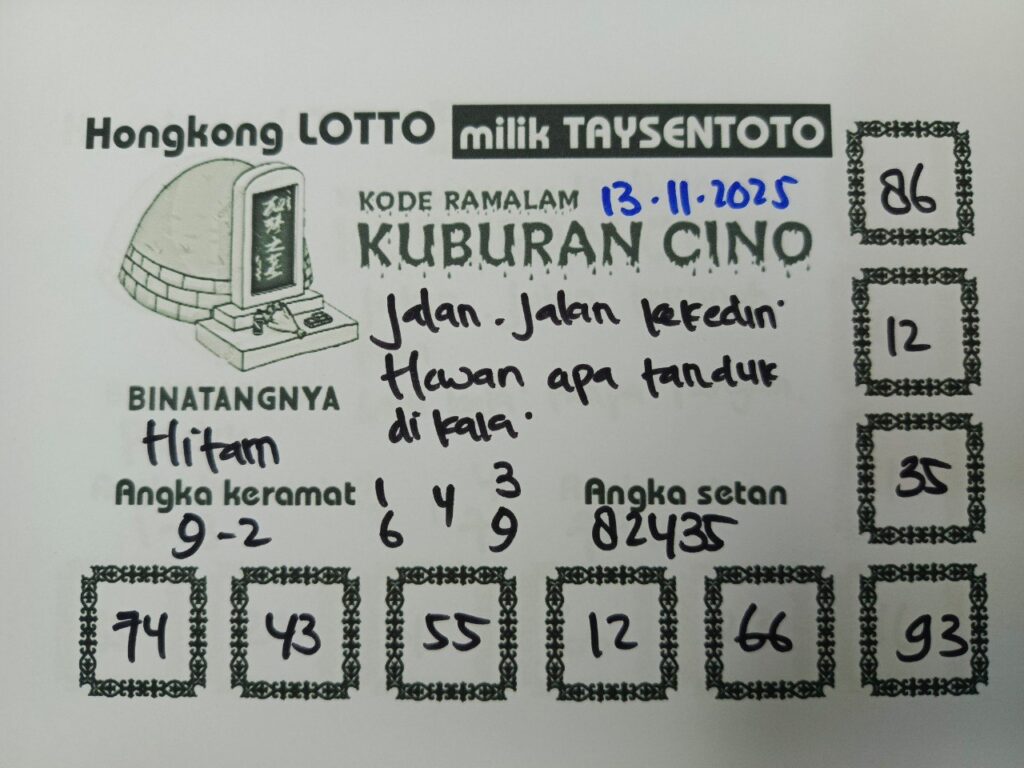 Hongkong LOTTO milik TAYSENTOTO
KODE RAMALAM 13.11.2025
KUBURAN CINO
Jalan. Jalan kekediri
Hewan apa tanduk
di kala
BINATANGNYA
Hitam
Angka keramat
9-2
1 4 3
6 9
Angka setan
82435
86
12
35
74 43 55 12 66 93